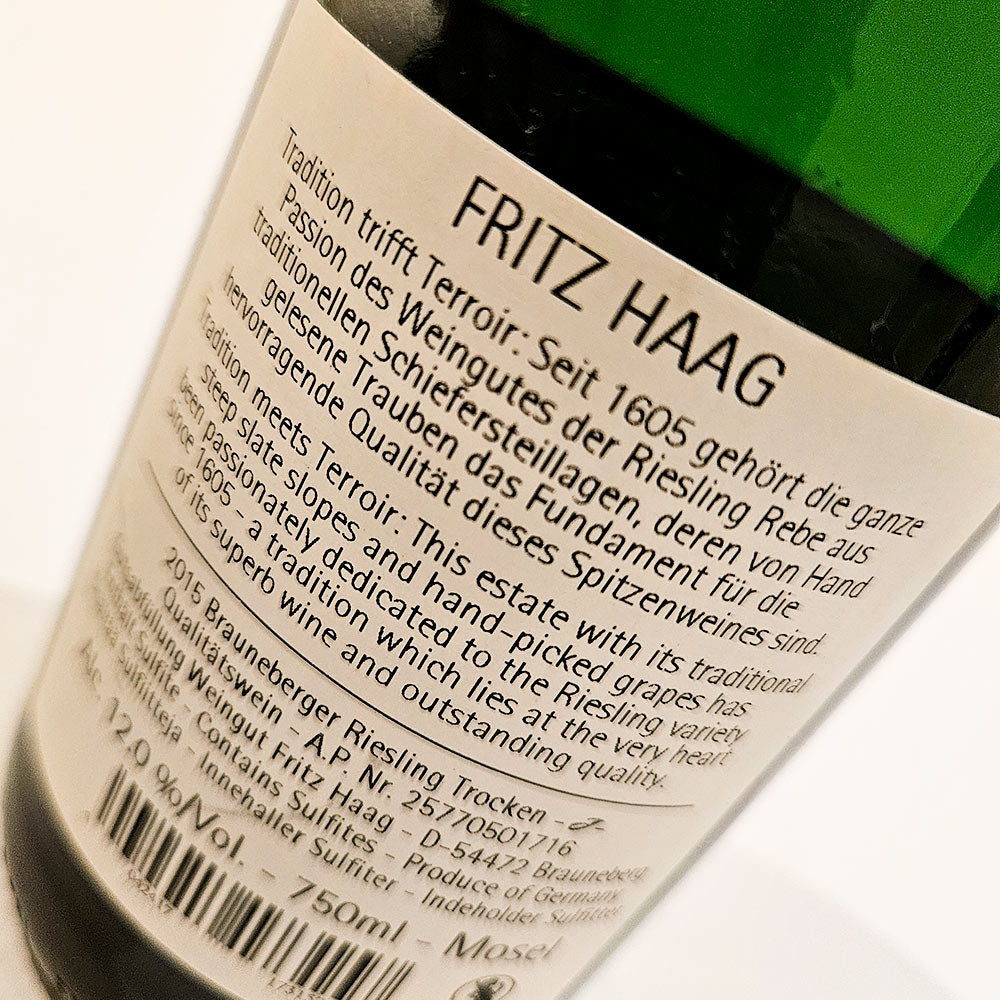 FRITZ HAAG
Tradition trifft Terroir: Seit 1605 gehört die ganze
Passion des Weingutes der Riesling Rebe aus
traditionellen Schiefersteillagen, deren von Hand
gelesene Trauben das Fundament für die
hervorragende Qualität dieses Spitzenweines sind.
Tradition meets Terroir: This estate with its traditional
steep slate slopes and hand-picked grapes has
been passionately dedicated to the Riesling variety
since 1605 - a tradition which lies at the very heart
of its superb wine and outstanding quality.
2015 Brauneberger Riesling Trocken - J-
Qualitätswein - A.P. Nr. 25770501716
Gutsabfüllung Weingut Fritz Haag - D-54472 Brauneberg
Enthält Sulfite - Contains Sulfites - Produce of Germany
Sulfiteja - Innehaller Sulfiter - Indeholder Sulfitter
Alc. 12.0 %/Vol. - 750ml - Mosel